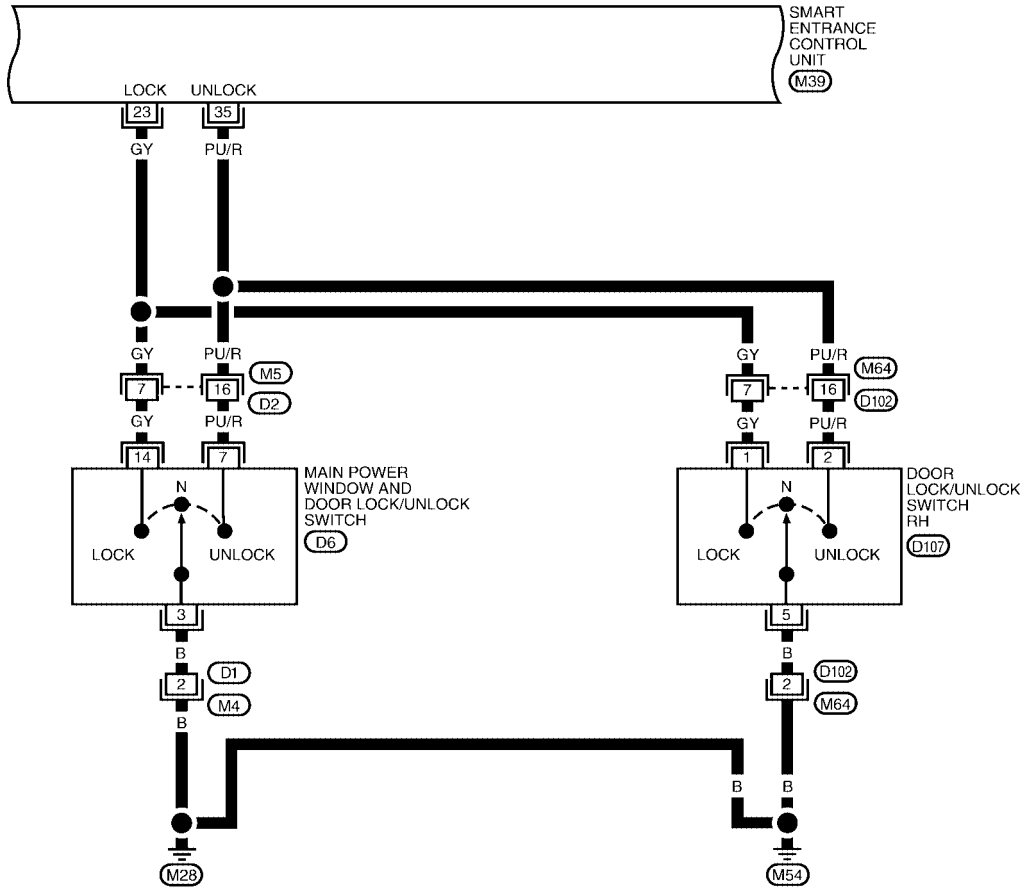 SMART
ENTRANCE
CONTROL
UNIT
M39
LOCK UNLOCK
23 35
GY PU/R
GY PU/R GY PU/R
M5 M64
7 16 7 16
D2 D102
GY PU/R GY PU/R
14 7 1 2
MAIN POWER
WINDOW AND
DOOR LOCK/UNLOCK
SWITCH
D6
N
LOCK UNLOCK
DOOR
LOCK/UNLOCK
SWITCH
RH
D107
N
LOCK UNLOCK
3 5
B B
D1 D102
2 2
M4 M64
B
B B
M28 M54